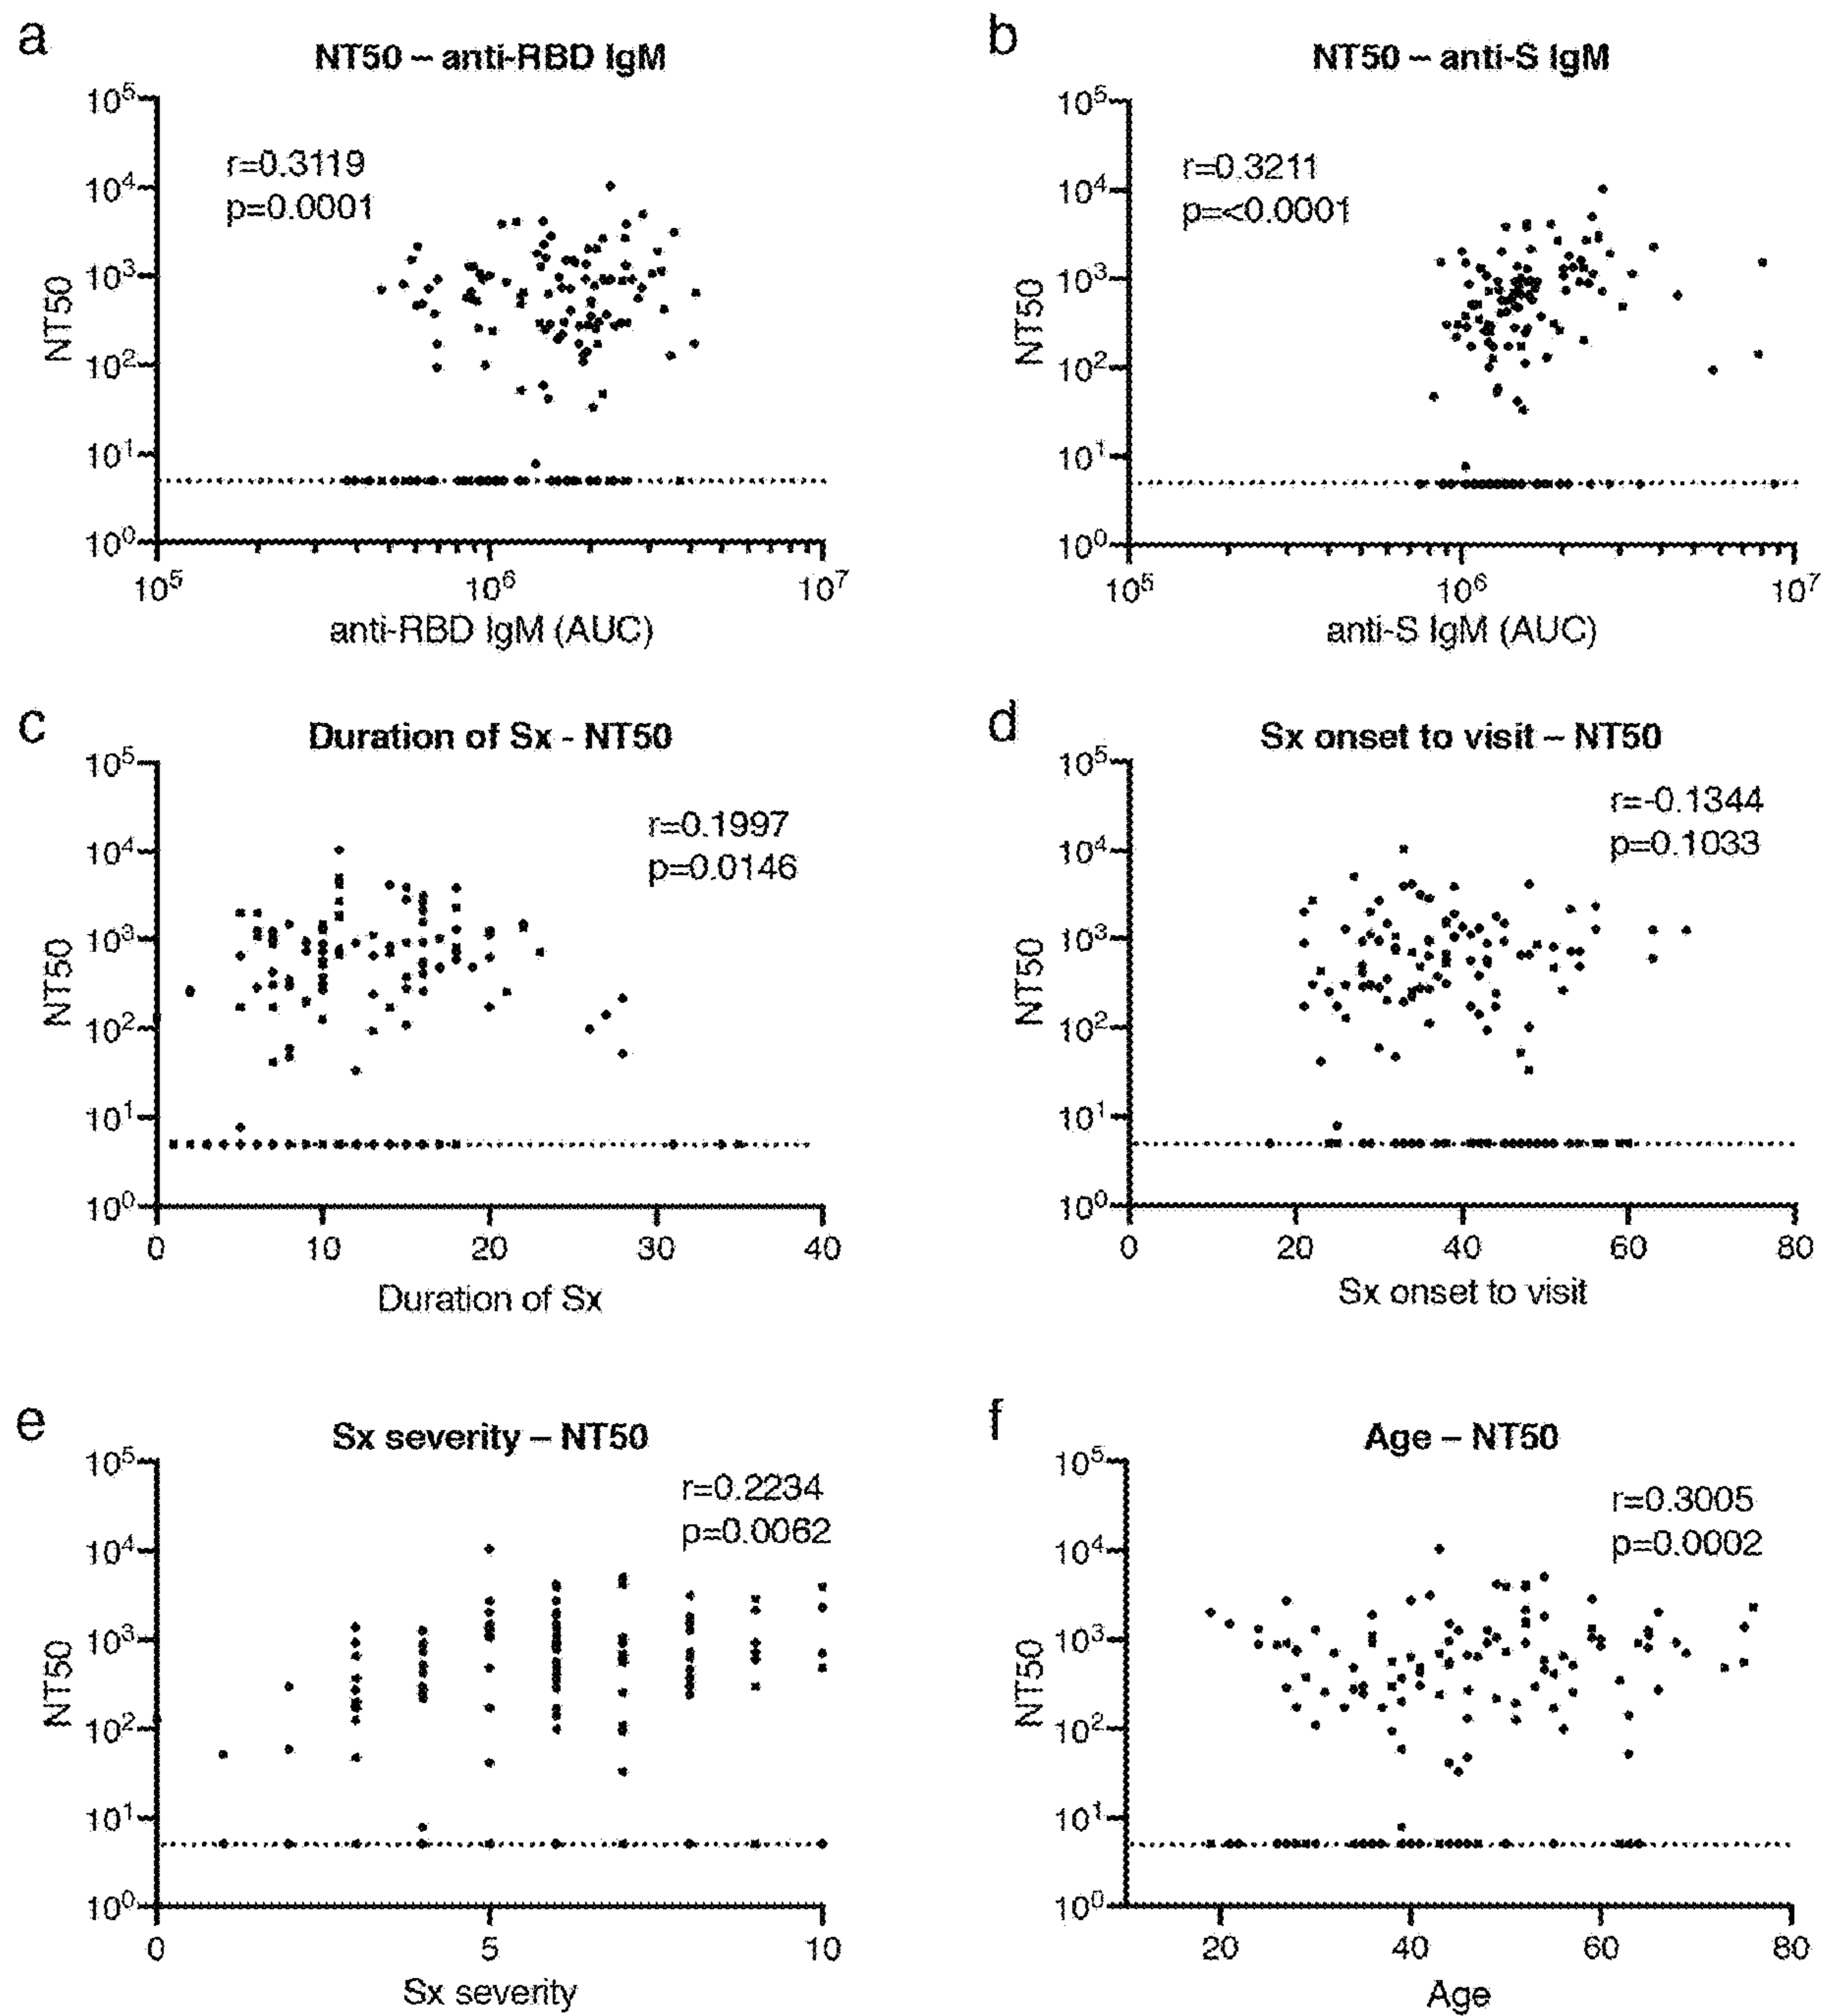 a
NT50 – anti-RBD IgM
r=0.3119
p=0.0001
NT50
10⁵
10⁴
10³
10²
10¹
10⁰
10⁵ 10⁶ 10⁷
anti-RBD IgM (AUC)
b
NT50 – anti-S IgM
r=0.3211
p=<0.0001
NT50
10⁵
10⁴
10³
10²
10¹
10⁰
10⁵ 10⁶ 10⁷
anti-S IgM (AUC)
c
Duration of Sx - NT50
r=0.1997
p=0.0146
NT50
10⁵
10⁴
10³
10²
10¹
10⁰
0 10 20 30 40
Duration of Sx
d
Sx onset to visit – NT50
r=-0.1344
p=0.1033
NT50
10⁵
10⁴
10³
10²
10¹
10⁰
0 20 40 60 80
Sx onset to visit
e
Sx severity – NT50
r=0.2234
p=0.0062
NT50
10⁵
10⁴
10³
10²
10¹
10⁰
0 5 10
Sx severity
f
Age – NT50
r=0.3005
p=0.0002
NT50
10⁵
10⁴
10³
10²
10¹
10⁰
20 40 60 80
Age